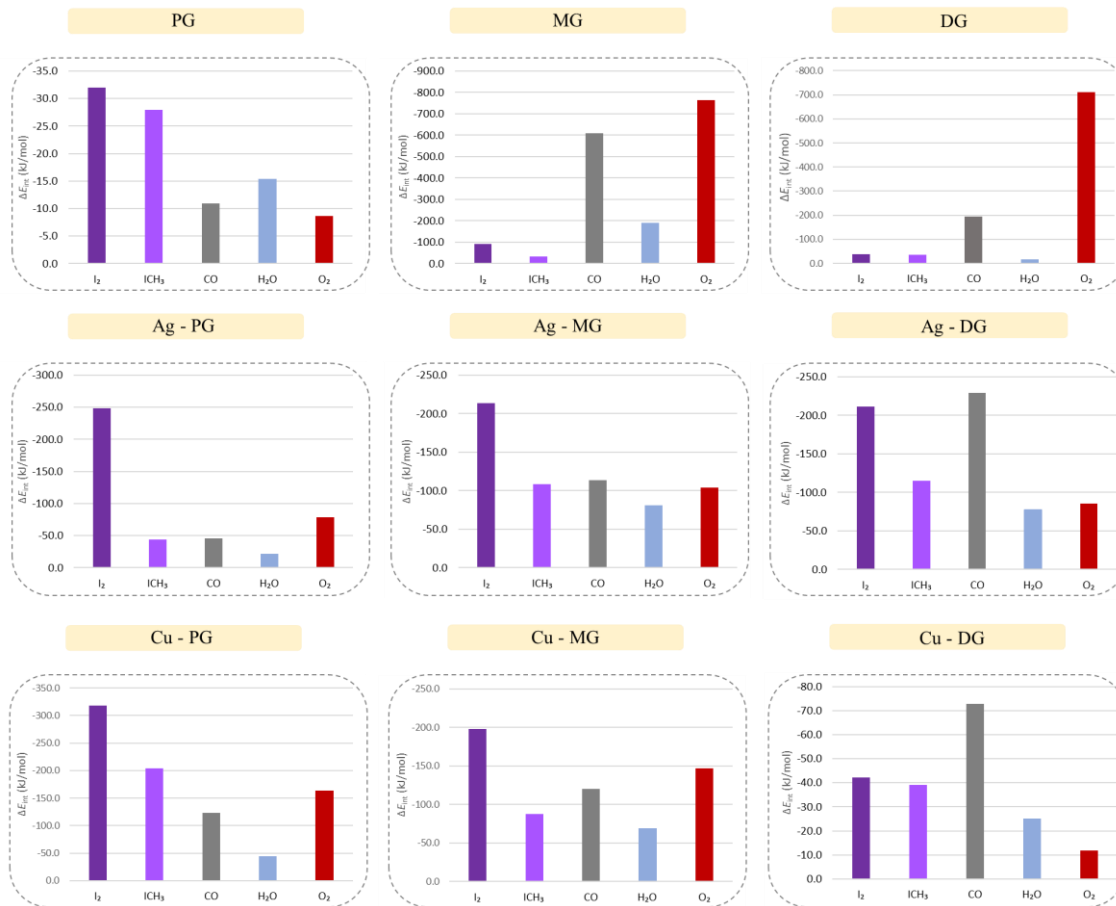 PG
-35.0
-30.0
-25.0
-20.0
-15.0
-10.0
-5.0
0.0
ΔE_int (kJ/mol)
I₂ ICH₃ CO H₂O O₂
MG
-900.0
-800.0
-700.0
-600.0
-500.0
-400.0
-300.0
-200.0
-100.0
0.0
ΔE_int (kJ/mol)
I₂ ICH₃ CO H₂O O₂
DG
-800.0
-700.0
-600.0
-500.0
-400.0
-300.0
-200.0
-100.0
0.0
ΔE_int (kJ/mol)
I₂ ICH₃ CO H₂O O₂
Ag - PG
-300.0
-250.0
-200.0
-150.0
-100.0
-50.0
0.0
ΔE_int (kJ/mol)
I₂ ICH₃ CO H₂O O₂
Ag - MG
-250.0
-200.0
-150.0
-100.0
-50.0
0.0
ΔE_int (kJ/mol)
I₂ ICH₃ CO H₂O O₂
Ag - DG
-250.0
-200.0
-150.0
-100.0
-50.0
0.0
ΔE_int (kJ/mol)
I₂ ICH₃ CO H₂O O₂
Cu - PG
-350.0
-300.0
-250.0
-200.0
-150.0
-100.0
-50.0
0.0
ΔE_int (kJ/mol)
I₂ ICH₃ CO H₂O O₂
Cu - MG
-250.0
-200.0
-150.0
-100.0
-50.0
0.0
ΔE_int (kJ/mol)
I₂ ICH₃ CO H₂O O₂
Cu - DG
-80.0
-70.0
-60.0
-50.0
-40.0
-30.0
-20.0
-10.0
0.0
ΔE_int (kJ/mol)
I₂ ICH₃ CO H₂O O₂